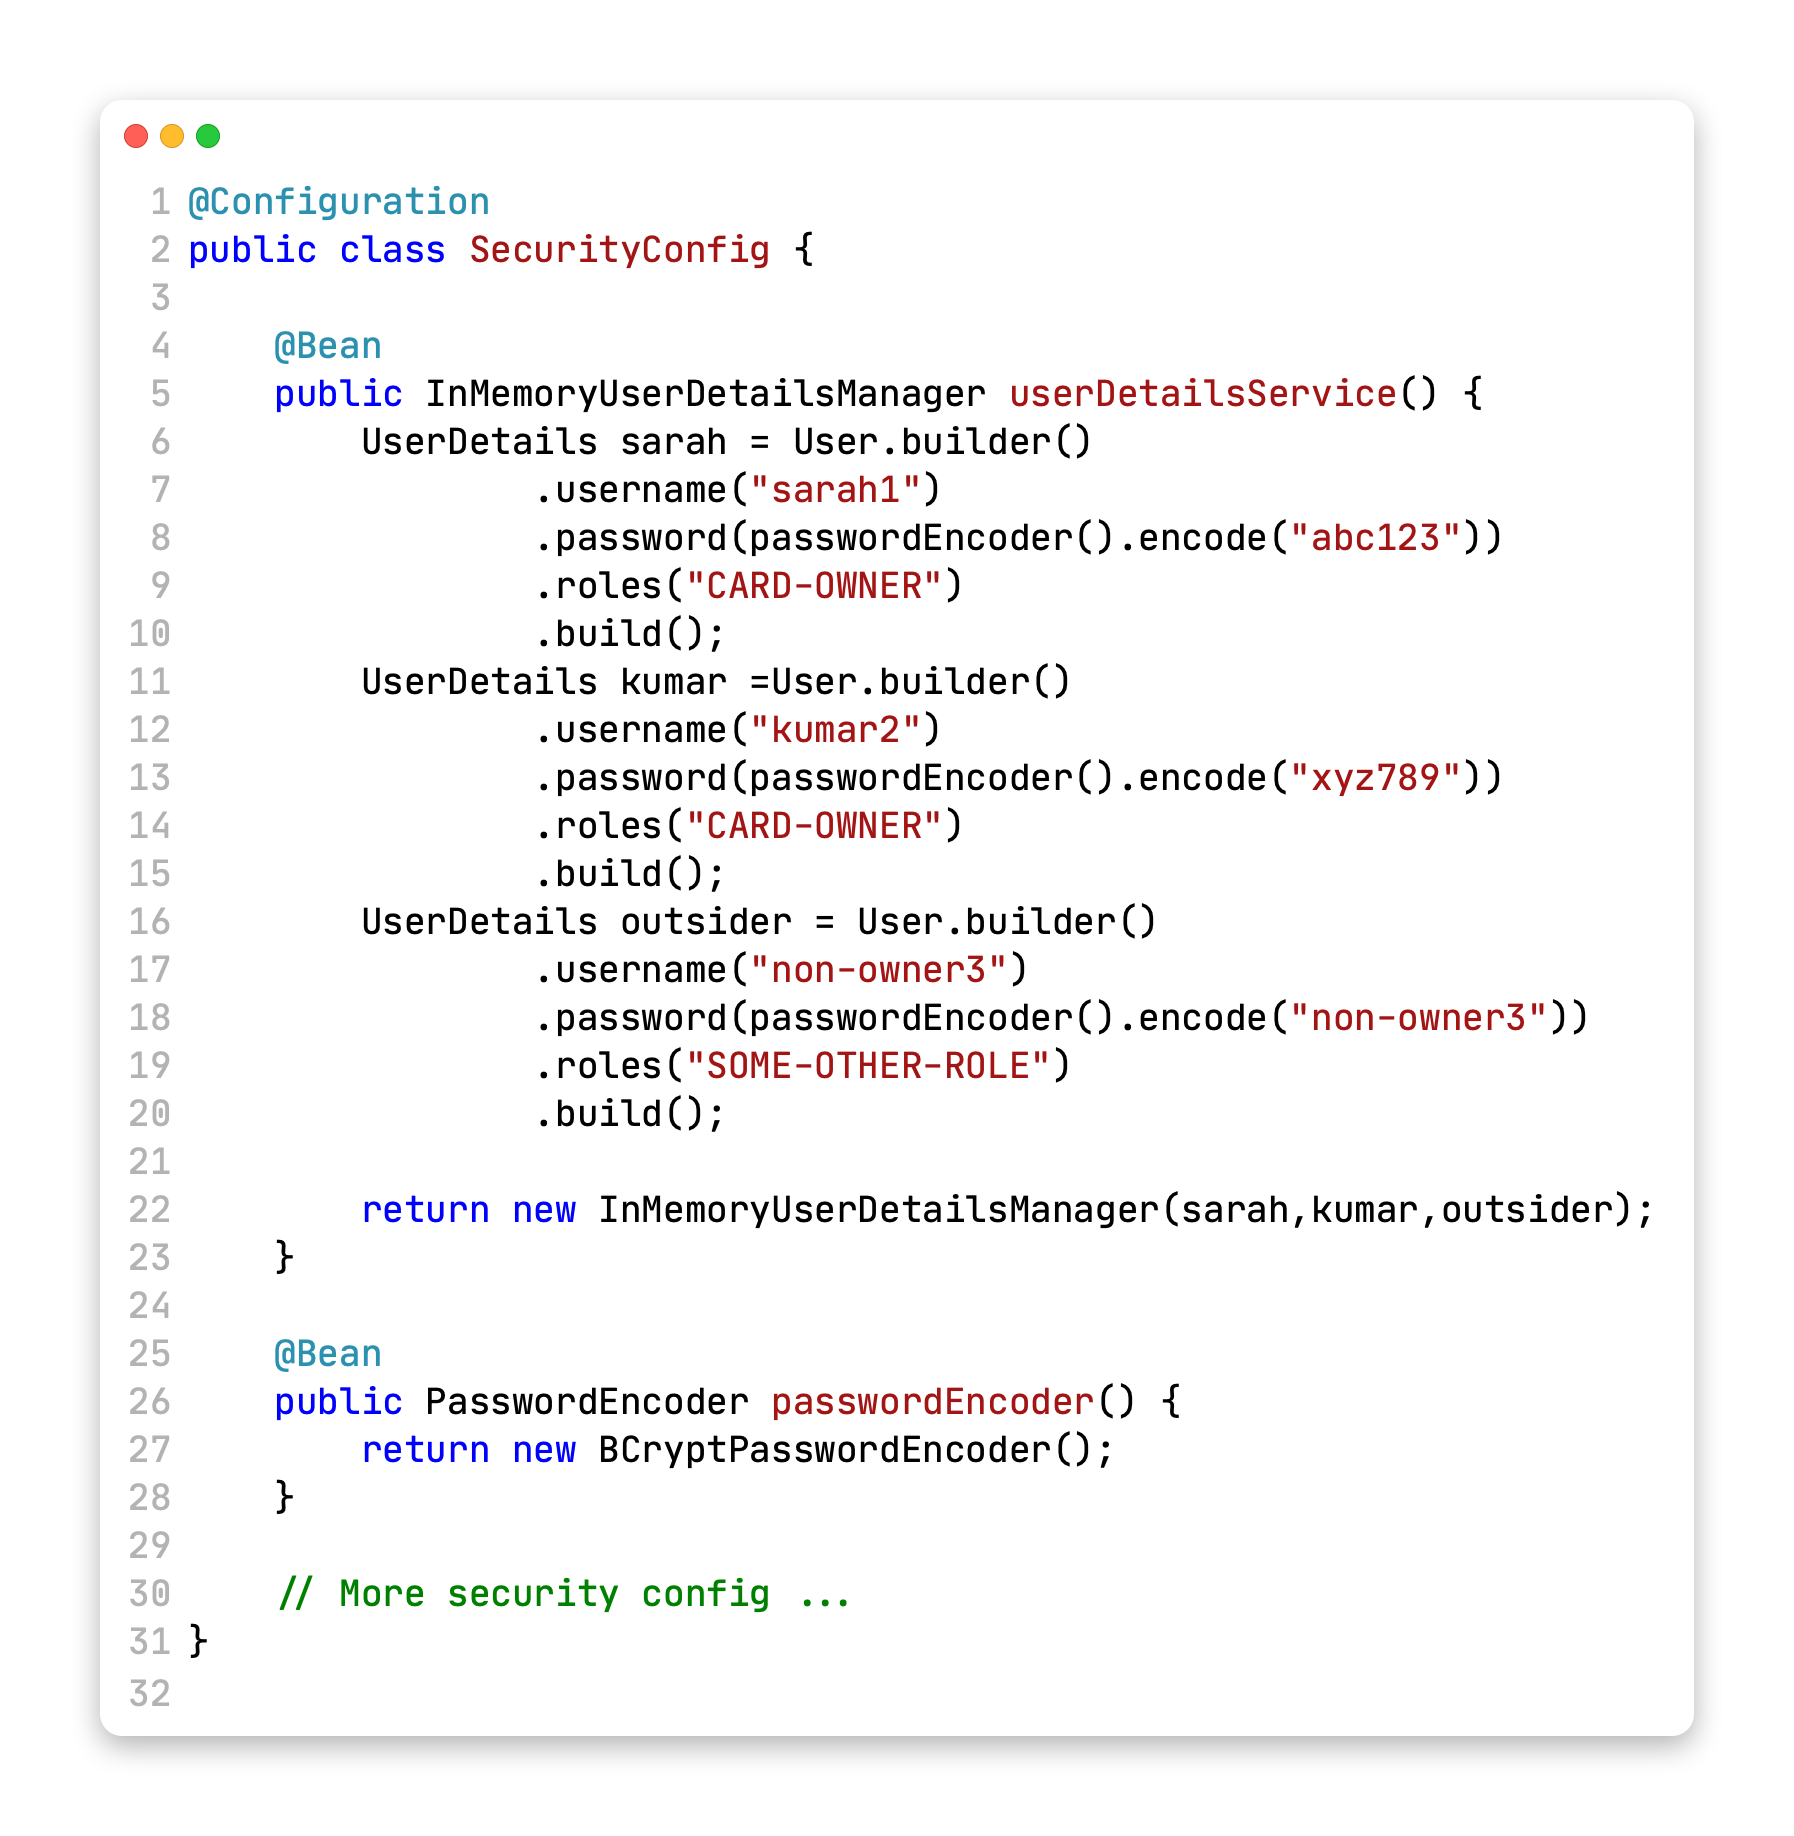 1 @Configuration
2 public class SecurityConfig {
3
4     @Bean
5     public InMemoryUserDetailsManager userDetailsService() {
6         UserDetails sarah = User.builder()
7                 .username("sarah1")
8                 .password(passwordEncoder().encode("abc123"))
9                 .roles("CARD-OWNER")
10                 .build();
11         UserDetails kumar =User.builder()
12                 .username("kumar2")
13                 .password(passwordEncoder().encode("xyz789"))
14                 .roles("CARD-OWNER")
15                 .build();
16         UserDetails outsider = User.builder()
17                 .username("non-owner3")
18                 .password(passwordEncoder().encode("non-owner3"))
19                 .roles("SOME-OTHER-ROLE")
20                 .build();
21
22         return new InMemoryUserDetailsManager(sarah,kumar,outsider);
23     }
24
25     @Bean
26     public PasswordEncoder passwordEncoder() {
27         return new BCryptPasswordEncoder();
28     }
29
30     // More security config ...
31 }
32